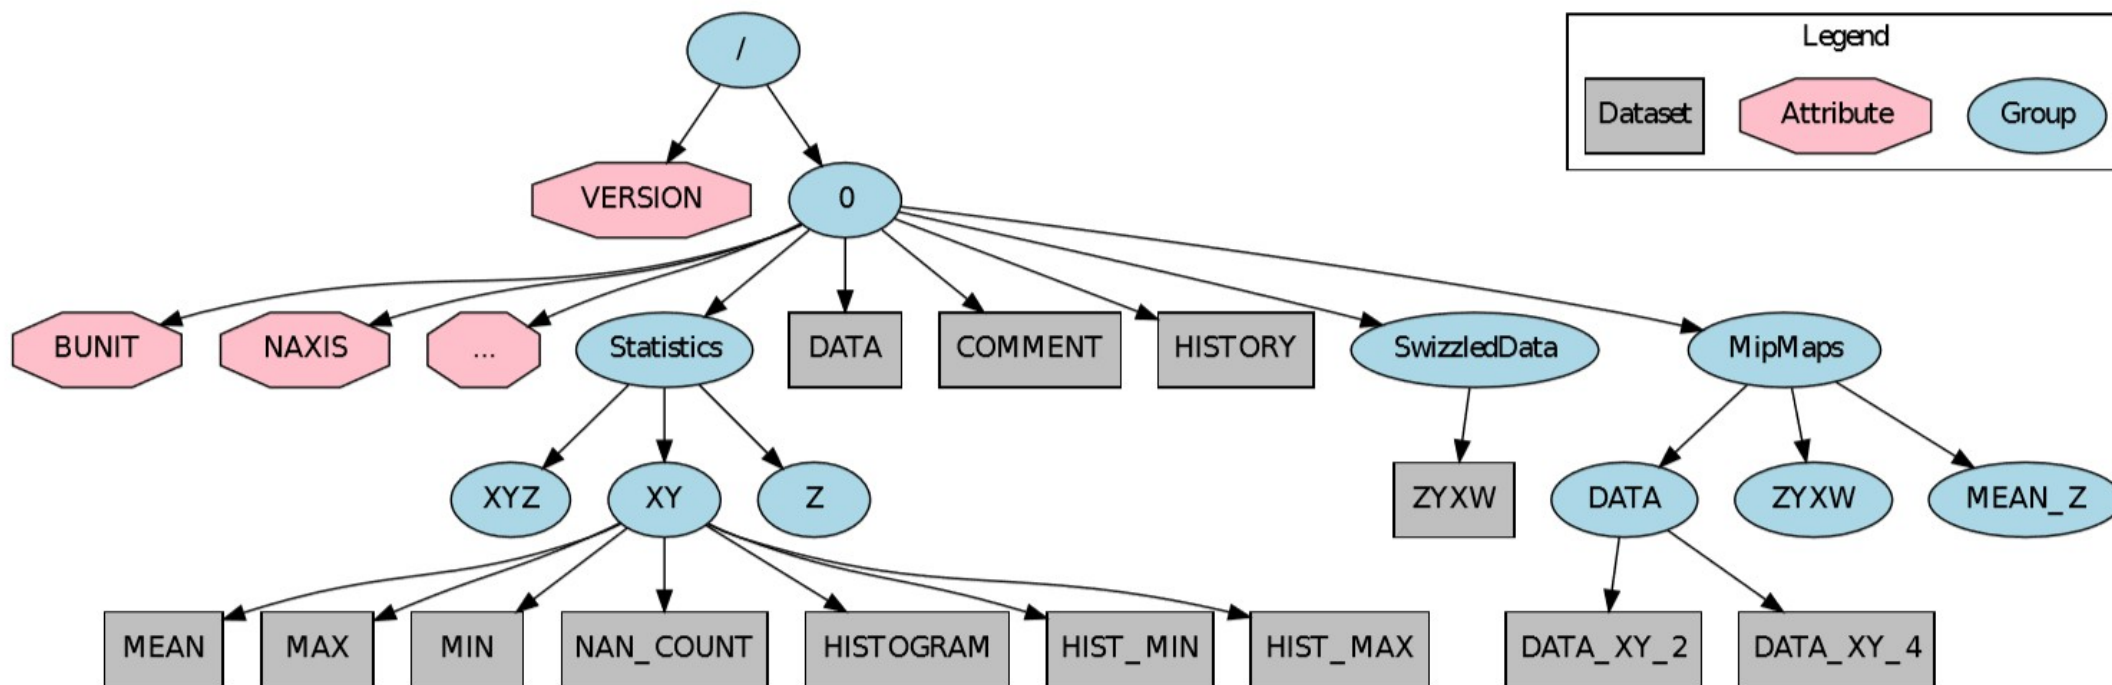 /
Legend
Dataset
Attribute
Group
VERSION
0
BUNIT
NAXIS
...
Statistics
DATA
COMMENT
HISTORY
SwizzledData
MipMaps
XYZ
XY
Z
ZYXW
DATA
ZYXW
MEAN_Z
MEAN
MAX
MIN
NAN_COUNT
HISTOGRAM
HIST_MIN
HIST_MAX
DATA_XY_2
DATA_XY_4